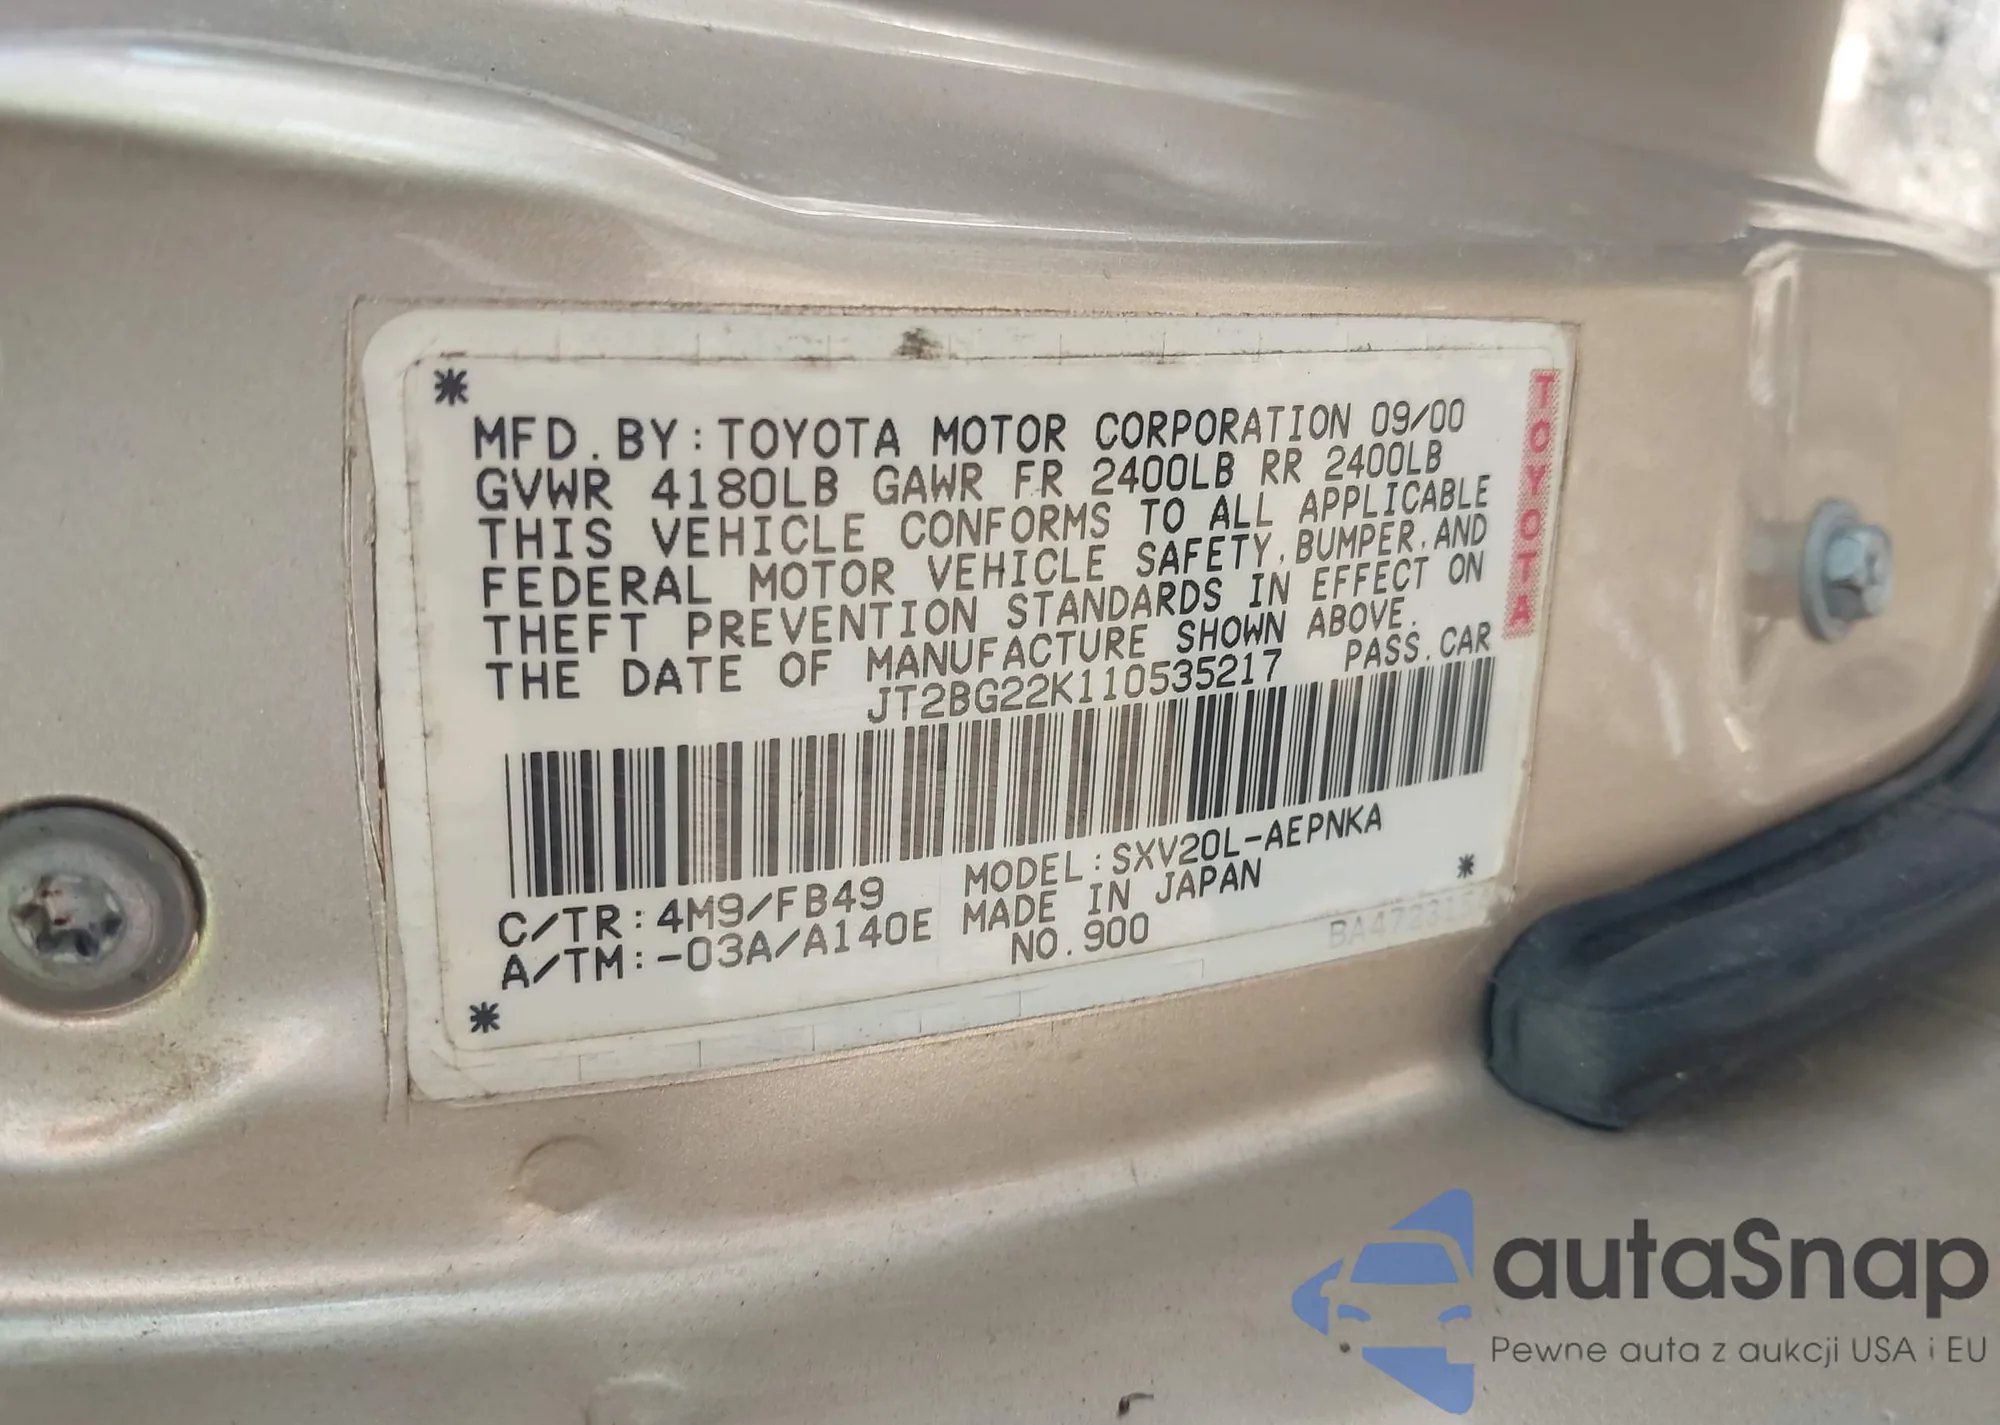 *
MFD. BY: TOYOTA MOTOR CORPORATION 09/00
GVWR 4180LB GAWR FR 2400LB RR 2400LB
THIS VEHICLE CONFORMS TO ALL APPLICABLE
FEDERAL MOTOR VEHICLE SAFETY, BUMPER, AND
THEFT PREVENTION STANDARDS IN EFFECT ON
THE DATE OF MANUFACTURE SHOWN ABOVE.
JT2BG22K110535217 PASS. CAR
C/TR: 4M9/FB49 MODEL: SXV20L-AEPNKA
A/TM: -03A/A140E MADE IN JAPAN *
NO. 900
*
TOYOTA
autaSnap
Pewne auta z aukcji USA i EU